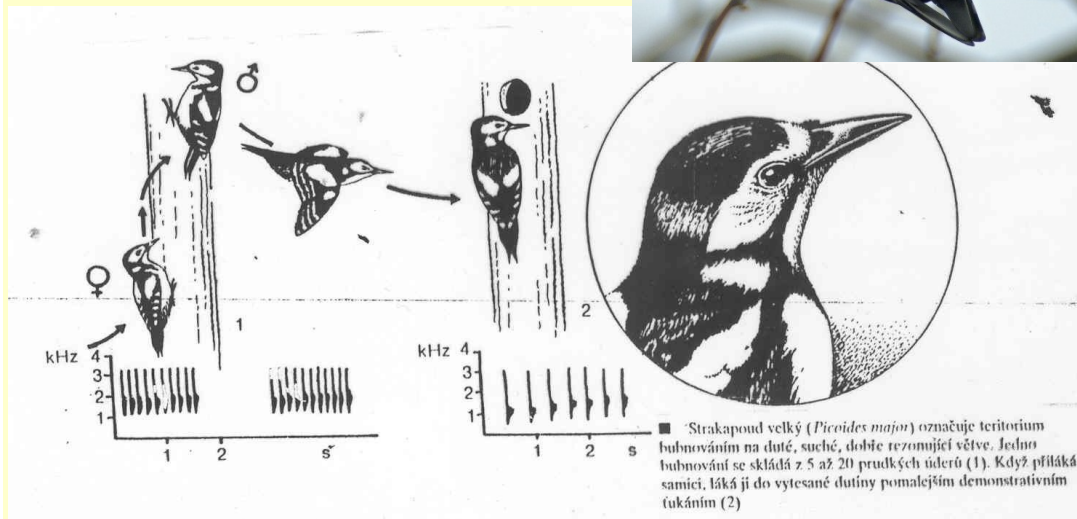 ♂
♀
1
2
kHz 4
3
2
1
1 2 s
kHz 4
3
2
1
1 2 s
■ Strakapoud velký (Picoides major) označuje teritorium
bubnováním na duté, suché, dobře rezonující větve. Jedno
bubnování se skládá z 5 až 20 prudkých úderů (1). Když přiláká
samici, láká ji do vytesané dutiny pomalejším demonstrativním
ťukáním (2)